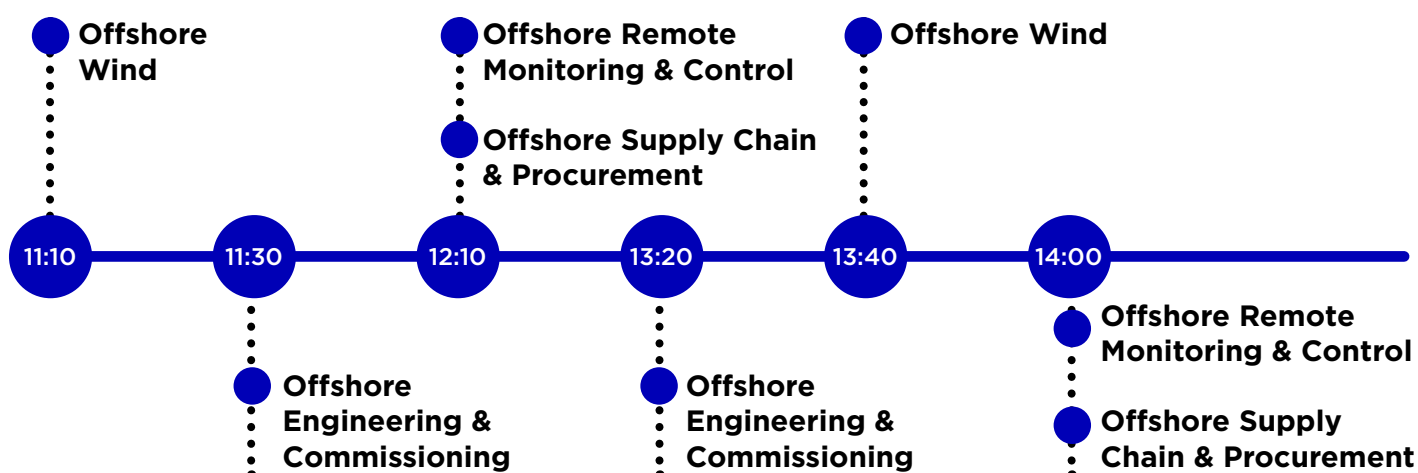 Offshore
Wind
Offshore Remote
Monitoring & Control
Offshore Supply Chain
& Procurement
Offshore Wind
11:10
11:30
12:10
13:20
13:40
14:00
Offshore
Engineering &
Commissioning
Offshore
Engineering &
Commissioning
Offshore Remote
Monitoring & Control
Offshore Supply
Chain & Procurement